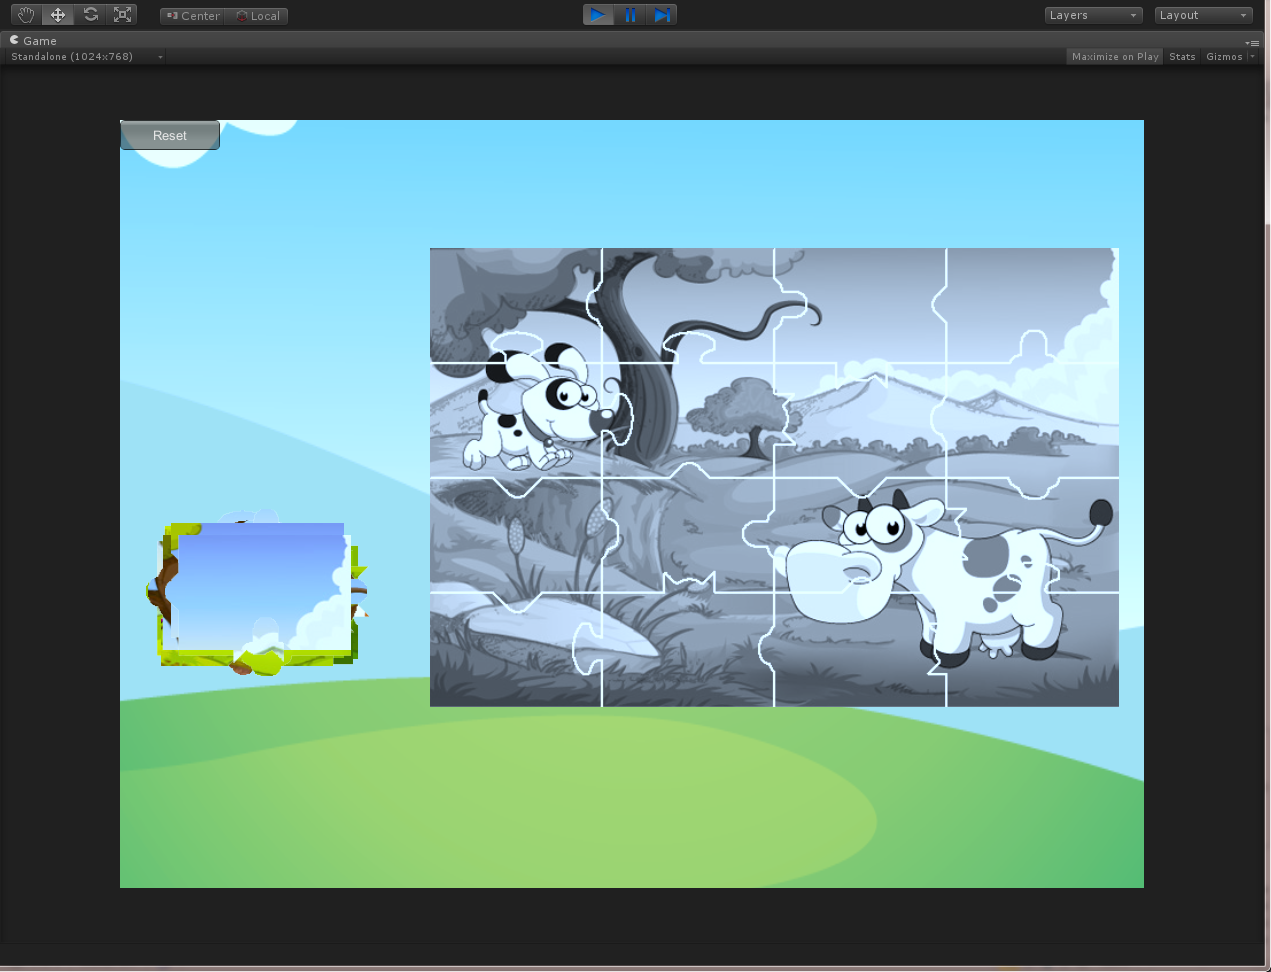 Center Local Layers Layout
Game
Standalone (1024x768) Maximize on Play Stats Gizmos
Reset